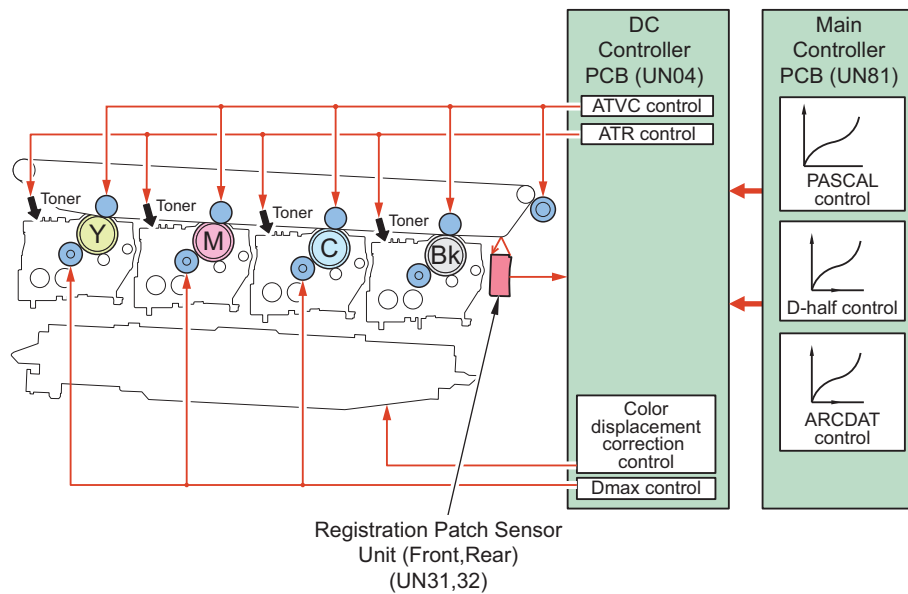 DC
Controller
PCB (UN04)
ATVC control
ATR control
Main
Controller
PCB (UN81)
PASCAL
control
D-half control
ARCDAT
control
Toner
Toner
Toner
Toner
Y
M
C
Bk
Color
displacement
correction
control
Dmax control
Registration Patch Sensor
Unit (Front,Rear)
(UN31,32)